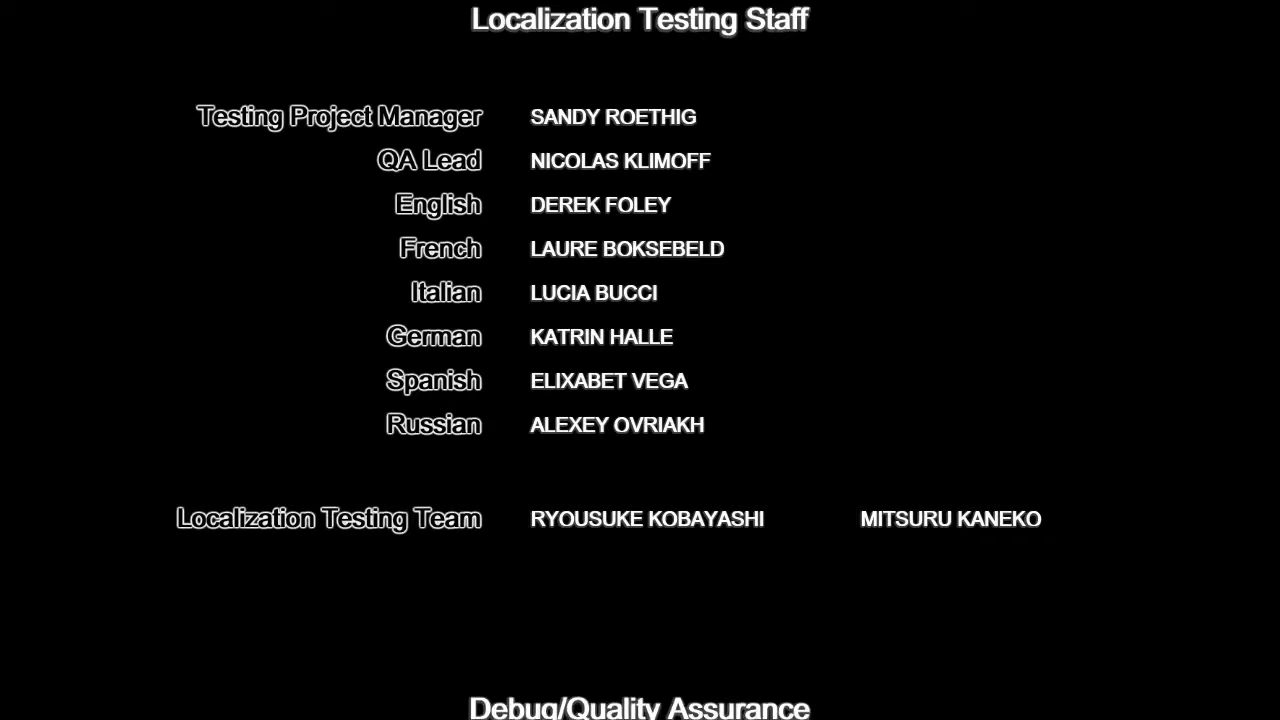 Localization Testing Staff
Testing Project Manager SANDY ROETHIG
QA Lead NICOLAS KLIMOFF
English DEREK FOLEY
French LAURE BOKSEBELD
Italian LUCIA BUCCI
German KATRIN HALLE
Spanish ELIXABET VEGA
Russian ALEXEY OVRIAKH
Localization Testing Team RYOUSUKE KOBAYASHI MITSURU KANEKO
Debug/Quality Assurance